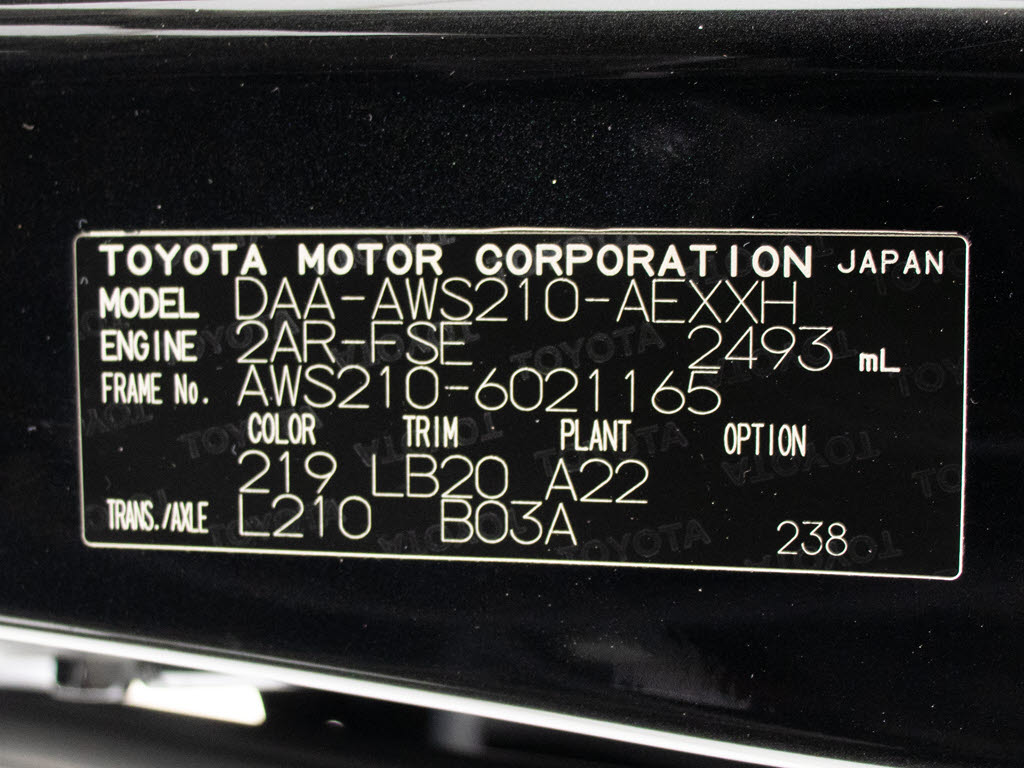 TOYOTA MOTOR CORPORATION JAPAN
MODEL DAA-AWS210-AEXXH
ENGINE 2AR-FSE 2493 mL
FRAME No. AWS210-6021165
COLOR TRIM PLANT OPTION
219 LB20 A22
TRANS./AXLE L210 B03A 238